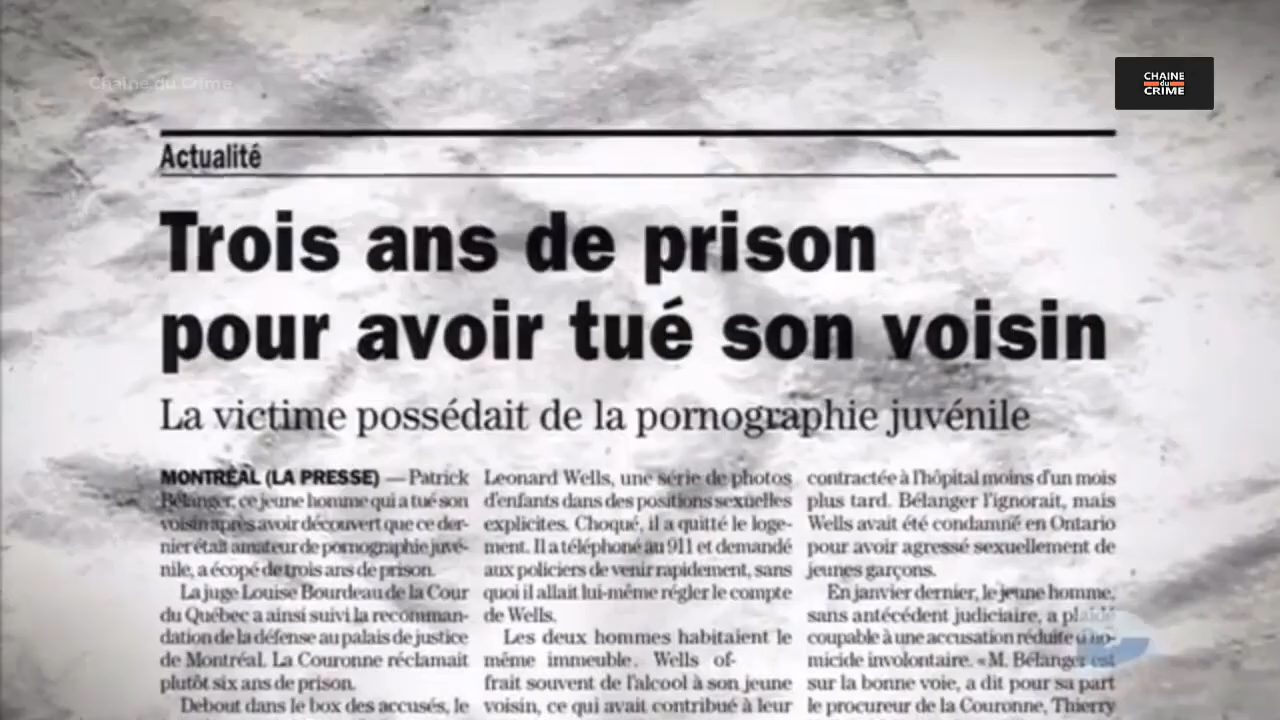 Chaine du Crime
CHAINE
du
CRIME
Actualité
Trois ans de prison
pour avoir tué son voisin
La victime possédait de la pornographie juvénile
MONTRÉAL (LA PRESSE) — Patrick
Bélanger, ce jeune homme qui a tué son
voisin après avoir découvert que ce der-
nier était amateur de pornographie juvé-
nile, a écopé de trois ans de prison.
La juge Louise Bourdeau de la Cour
du Québec a ainsi suivi la recomman-
dation de la défense au palais de justice
de Montréal. La Couronne réclamait
plutôt six ans de prison.
Debout dans le box des accusés, le
Leonard Wells, une série de photos
d'enfants dans des positions sexuelles
explicites. Choqué, il a quitté le loge-
ment. Il a téléphoné au 911 et demandé
aux policiers de venir rapidement, sans
quoi il allait lui-même régler le compte
de Wells.
Les deux hommes habitaient le
même immeuble. Wells of-
frait souvent de l'alcool à son jeune
voisin, ce qui avait contribué à leur
contractée à l'hôpital moins d'un mois
plus tard. Bélanger l'ignorait, mais
Wells avait été condamné en Ontario
pour avoir agressé sexuellement de
jeunes garçons.
En janvier dernier, le jeune homme,
sans antécédent judiciaire, a plaidé
coupable à une accusation réduite d'ho-
micide involontaire. « M. Bélanger est
sur la bonne voie, a dit pour sa part
le procureur de la Couronne, Thierry